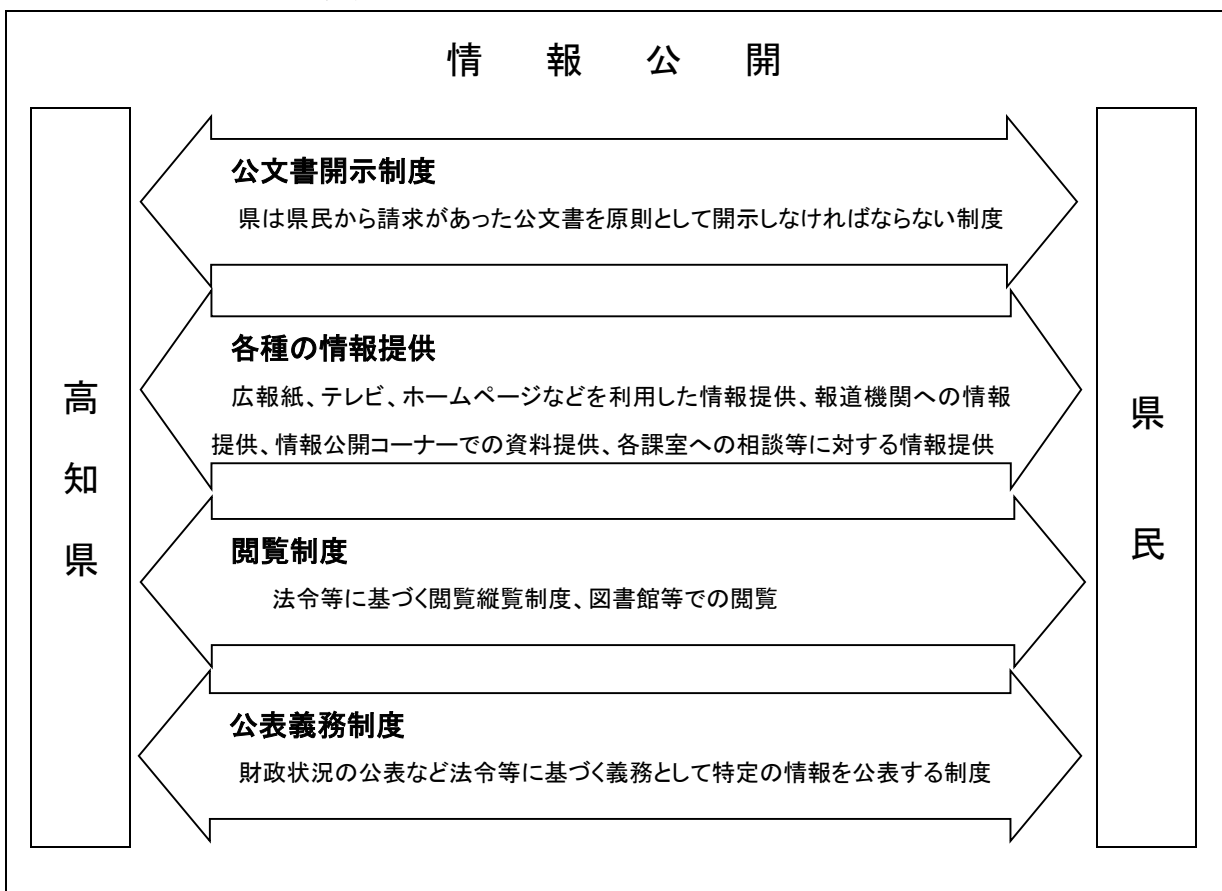 情報公開
高知県
公文書開示制度
県は県民から請求があった公文書を原則として開示しなければならない制度
各種の情報提供
広報紙、テレビ、ホームページなどを利用した情報提供、報道機関への情報
提供、情報公開コーナーでの資料提供、各課室への相談等に対する情報提供
閲覧制度
法令等に基づく閲覧縦覧制度、図書館等での閲覧
公表義務制度
財政状況の公表など法令等に基づく義務として特定の情報を公表する制度
県民